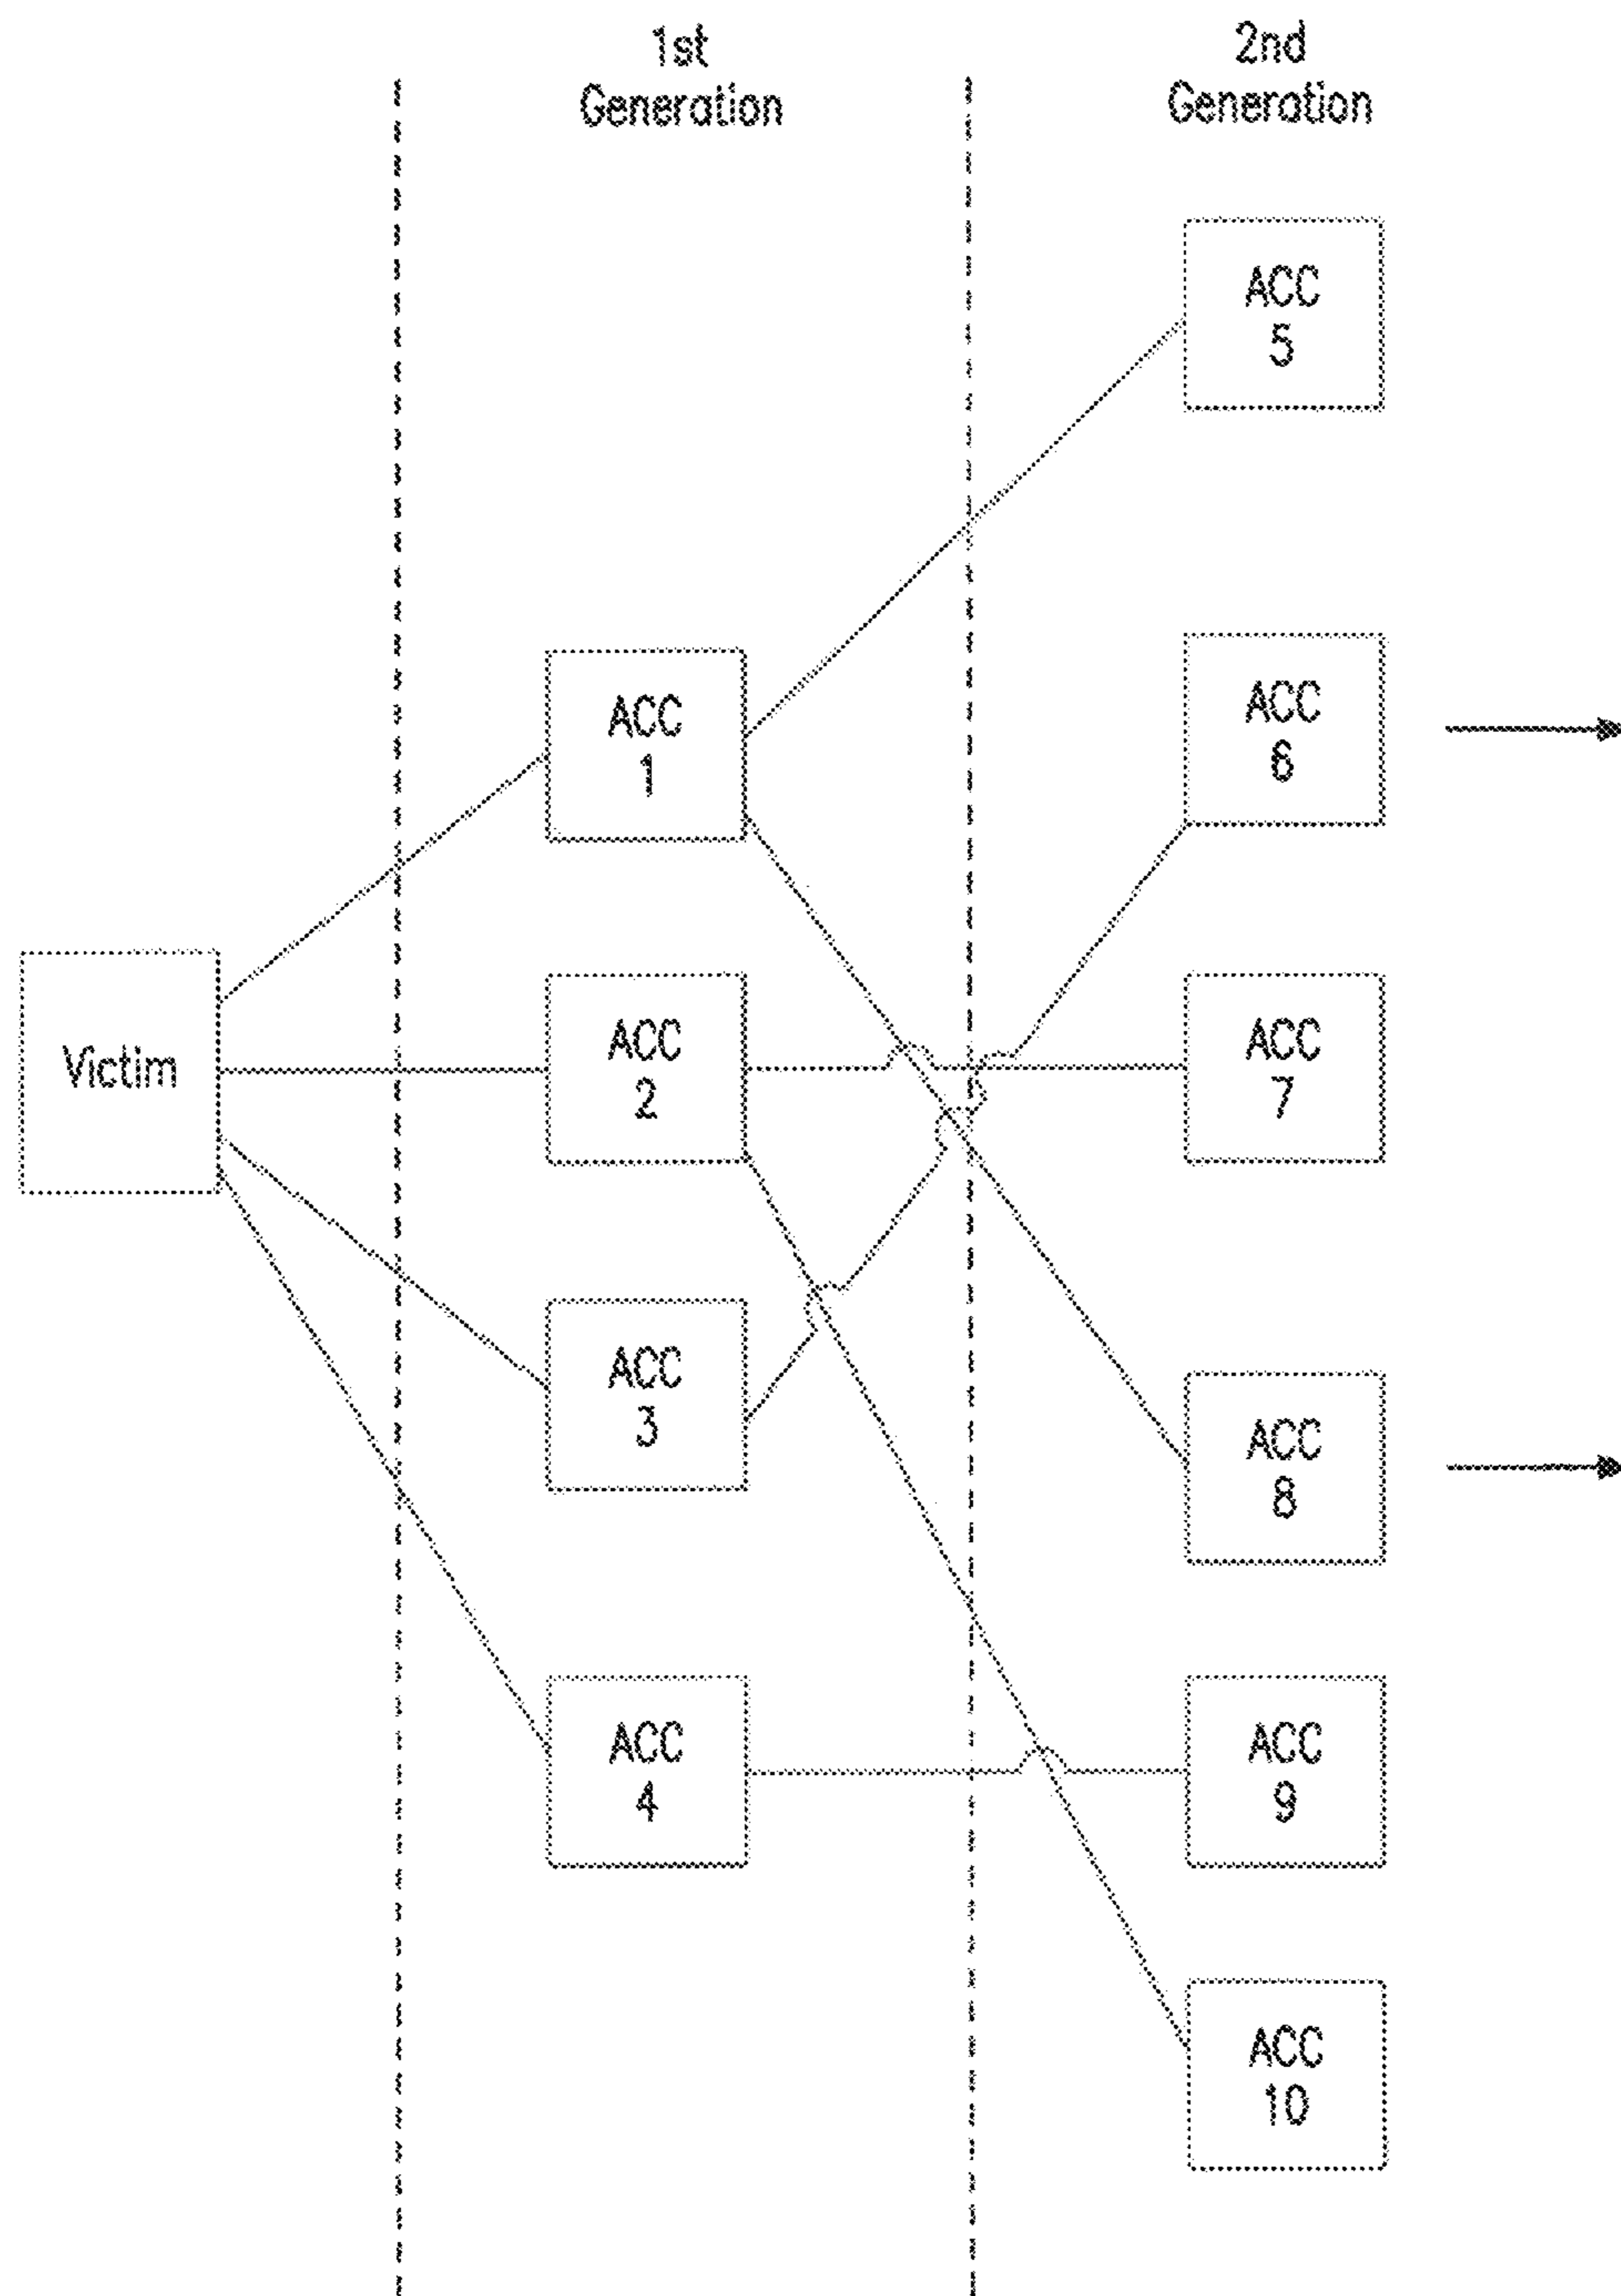 1st
Generation
2nd
Generation
ACC
5
ACC
1
ACC
6
Victim
ACC
2
ACC
7
ACC
3
ACC
8
ACC
4
ACC
9
ACC
10